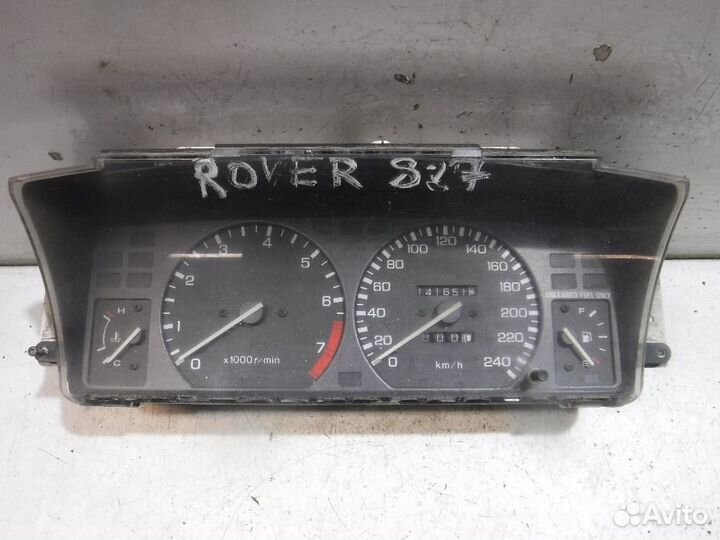 ROVER 827
0 1 2 3 4 5 6 7
x1000 r/min
H
C
0 20 40 60 80 100 120 140 160 180 200 220 240
141651
km/h
UNLEADED FUEL ONLY
F
E
Avito